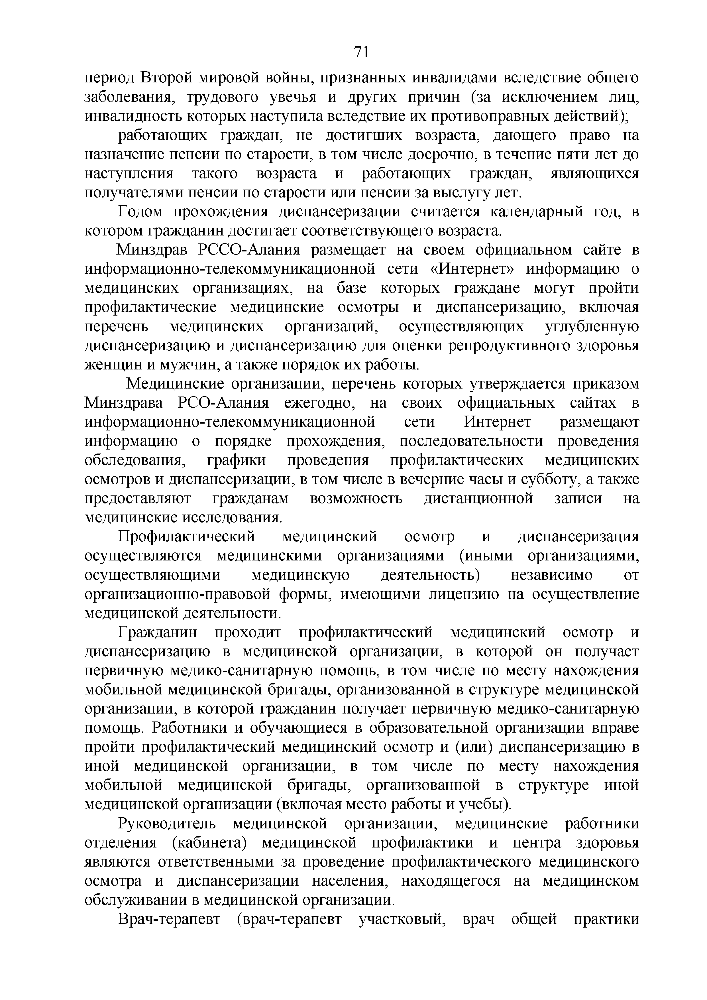 71
период Второй мировой войны, признанных инвалидами вследствие общего
заболевания, трудового увечья и других причин (за исключением лиц,
инвалидность которых наступила вследствие их противоправных действий);
работающих граждан, не достигших возраста, дающего право на
назначение пенсии по старости, в том числе досрочно, в течение пяти лет до
наступления такого возраста и работающих граждан, являющихся
получателями пенсии по старости или пенсии за выслугу лет.
Годом прохождения диспансеризации считается календарный год, в
котором гражданин достигает соответствующего возраста.
Минздрав РССО-Алания размещает на своем официальном сайте в
информационно-телекоммуникационной сети «Интернет» информацию о
медицинских организациях, на базе которых граждане могут пройти
профилактические медицинские осмотры и диспансеризацию, включая
перечень медицинских организаций, осуществляющих углубленную
диспансеризацию и диспансеризацию для оценки репродуктивного здоровья
женщин и мужчин, а также порядок их работы.
Медицинские организации, перечень которых утверждается приказом
Минздрава РСО-Алания ежегодно, на своих официальных сайтах в
информационно-телекоммуникационной сети Интернет размещают
информацию о порядке прохождения, последовательности проведения
обследования, графики проведения профилактических медицинских
осмотров и диспансеризации, в том числе в вечерние часы и субботу, а также
предоставляют гражданам возможность дистанционной записи на
медицинские исследования.
Профилактический медицинский осмотр и диспансеризация
осуществляются медицинскими организациями (иными организациями,
осуществляющими медицинскую деятельность) независимо от
организационно-правовой формы, имеющими лицензию на осуществление
медицинской деятельности.
Гражданин проходит профилактический медицинский осмотр и
диспансеризацию в медицинской организации, в которой он получает
первичную медико-санитарную помощь, в том числе по месту нахождения
мобильной медицинской бригады, организованной в структуре медицинской
организации, в которой гражданин получает первичную медико-санитарную
помощь. Работники и обучающиеся в образовательной организации вправе
пройти профилактический медицинский осмотр и (или) диспансеризацию в
иной медицинской организации, в том числе по месту нахождения
мобильной медицинской бригады, организованной в структуре иной
медицинской организации (включая место работы и учебы).
Руководитель медицинской организации, медицинские работники
отделения (кабинета) медицинской профилактики и центра здоровья
являются ответственными за проведение профилактического медицинского
осмотра и диспансеризации населения, находящегося на медицинском
обслуживании в медицинской организации.
Врач-терапевт (врач-терапевт участковый, врач общей практики